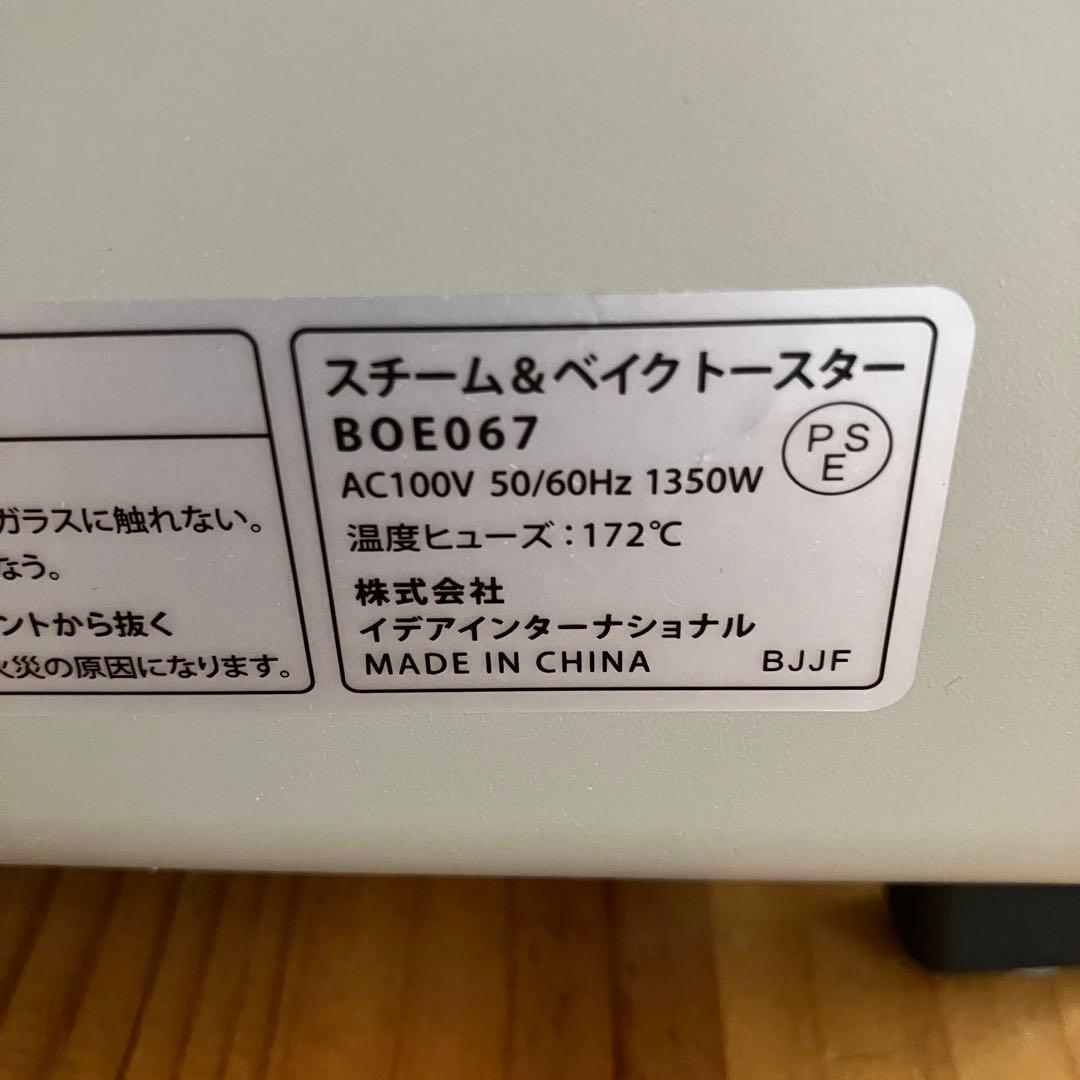 ガラスに触れない。
なう。
ントから抜く
火災の原因になります。
スチーム&ベイクトースター
BOE067
PSE
AC100V 50/60Hz 1350W
温度ヒューズ:172℃
株式会社
イデアインターナショナル
MADE IN CHINA BJJF